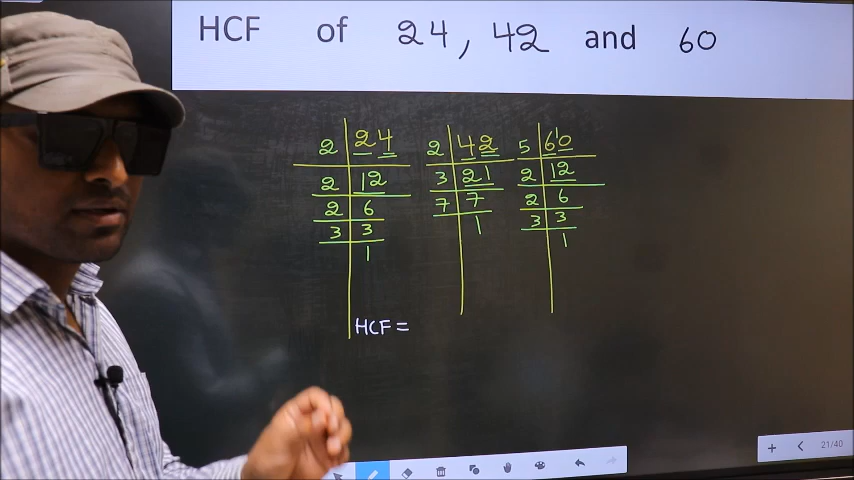 HCF of 24, 42 and 60
2 24 2 42 5 60
2 12 3 21 2 12
2 6 7 7 2 6
3 3 1 3 3
1 1
HCF =
21/40